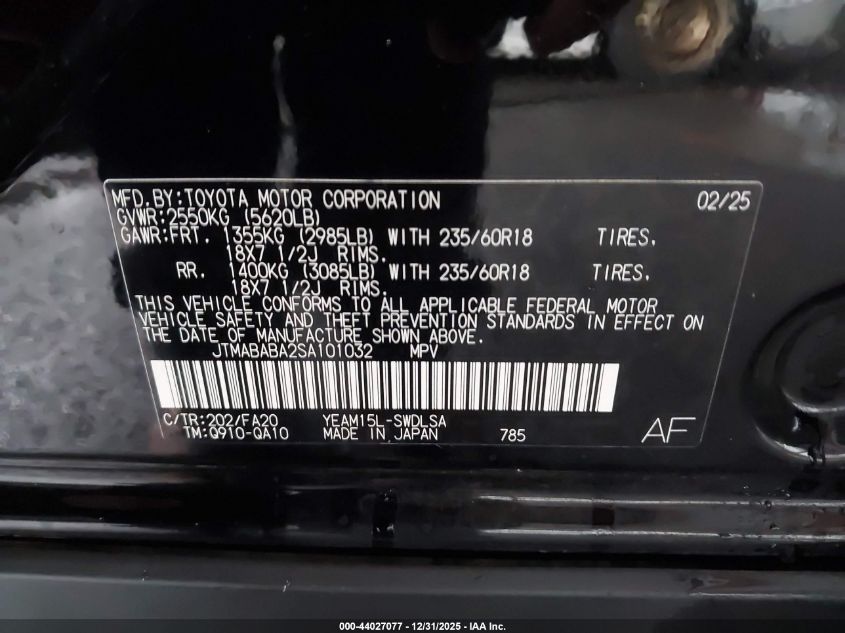 MFD.BY:TOYOTA MOTOR CORPORATION 02/25
GVWR:2550KG (5620LB)
GAWR:FRT. 1355KG (2985LB) WITH 235/60R18 TIRES.
18X7 1/2J RIMS.
RR. 1400KG (3085LB) WITH 235/60R18 TIRES.
18X7 1/2J RIMS.
THIS VEHICLE CONFORMS TO ALL APPLICABLE FEDERAL MOTOR
VEHICLE SAFETY AND THEFT PREVENTION STANDARDS IN EFFECT ON
THE DATE OF MANUFACTURE SHOWN ABOVE.
JTMABABA2SA101032 MPV
C/TR:202/FA20 YEAM15L-SWDLSA
TM:Q910-QA10 MADE IN JAPAN 785 AF
000-44027077 - 12/31/2025 - IAA Inc.